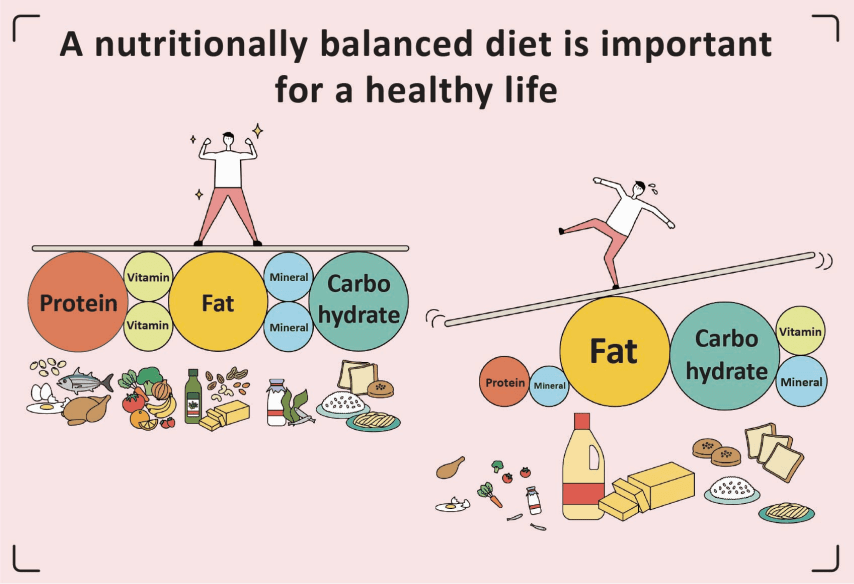 A nutritionally balanced diet is important
for a healthy life
Protein
Vitamin
Vitamin
Fat
Mineral
Mineral
Carbo
hydrate
Protein
Mineral
Fat
Carbo
hydrate
Vitamin
Mineral